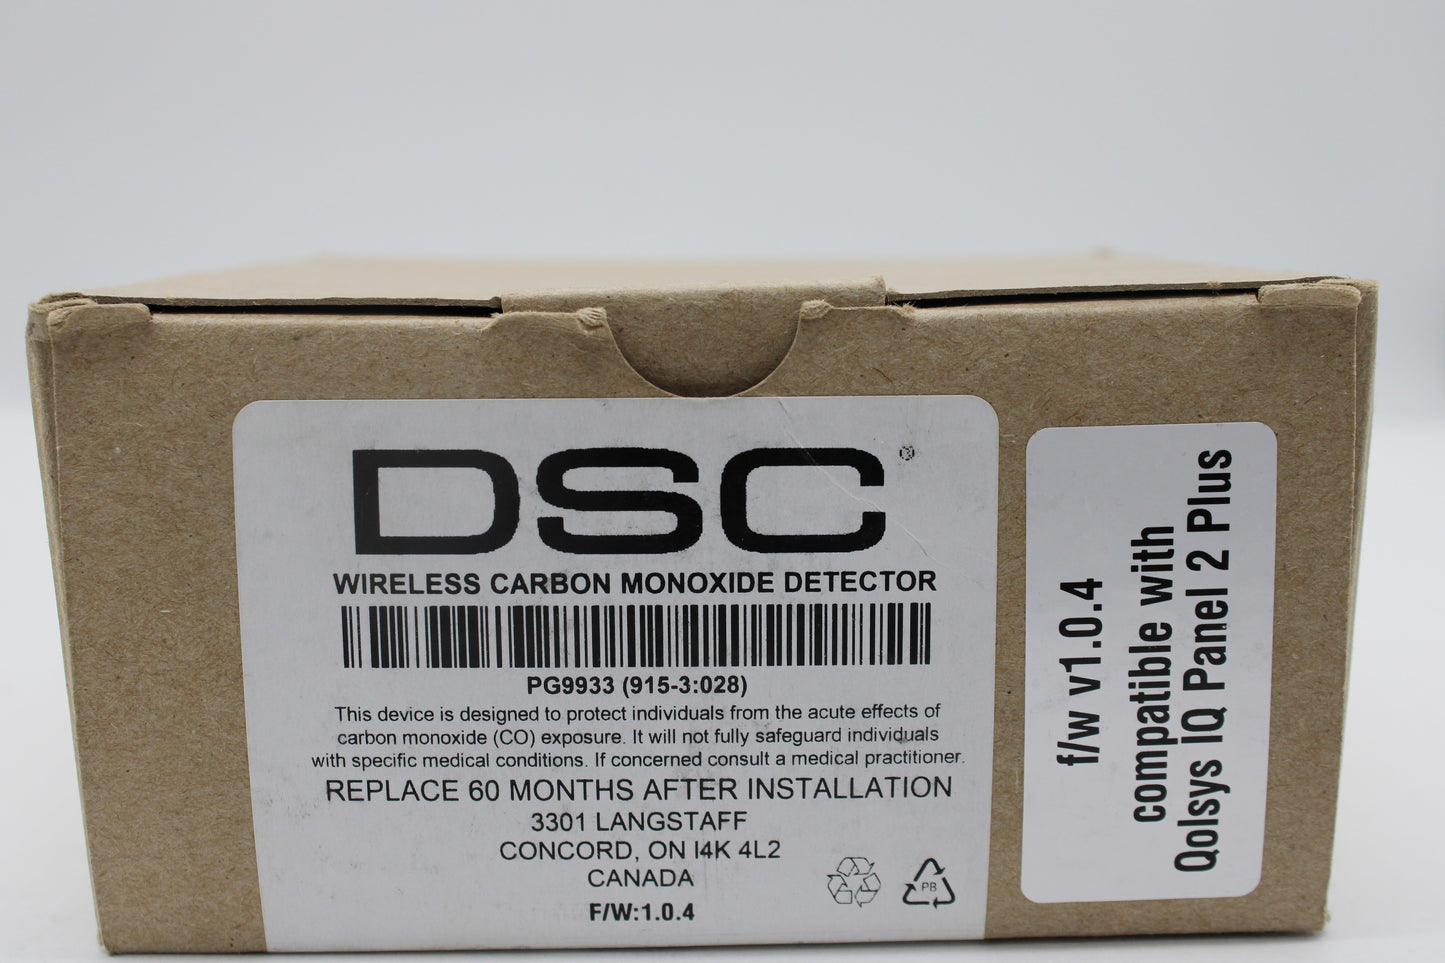 DSC®
WIRELESS CARBON MONOXIDE DETECTOR
PG9933 (915-3:028)
This device is designed to protect individuals from the acute effects of
carbon monoxide (CO) exposure. It will not fully safeguard individuals
with specific medical conditions. If concerned consult a medical practitioner.
REPLACE 60 MONTHS AFTER INSTALLATION
3301 LANGSTAFF
CONCORD, ON l4K 4L2
CANADA
F/W:1.0.4
PB
f/w v1.0.4
compatible with
Qolsys IQ Panel 2 Plus